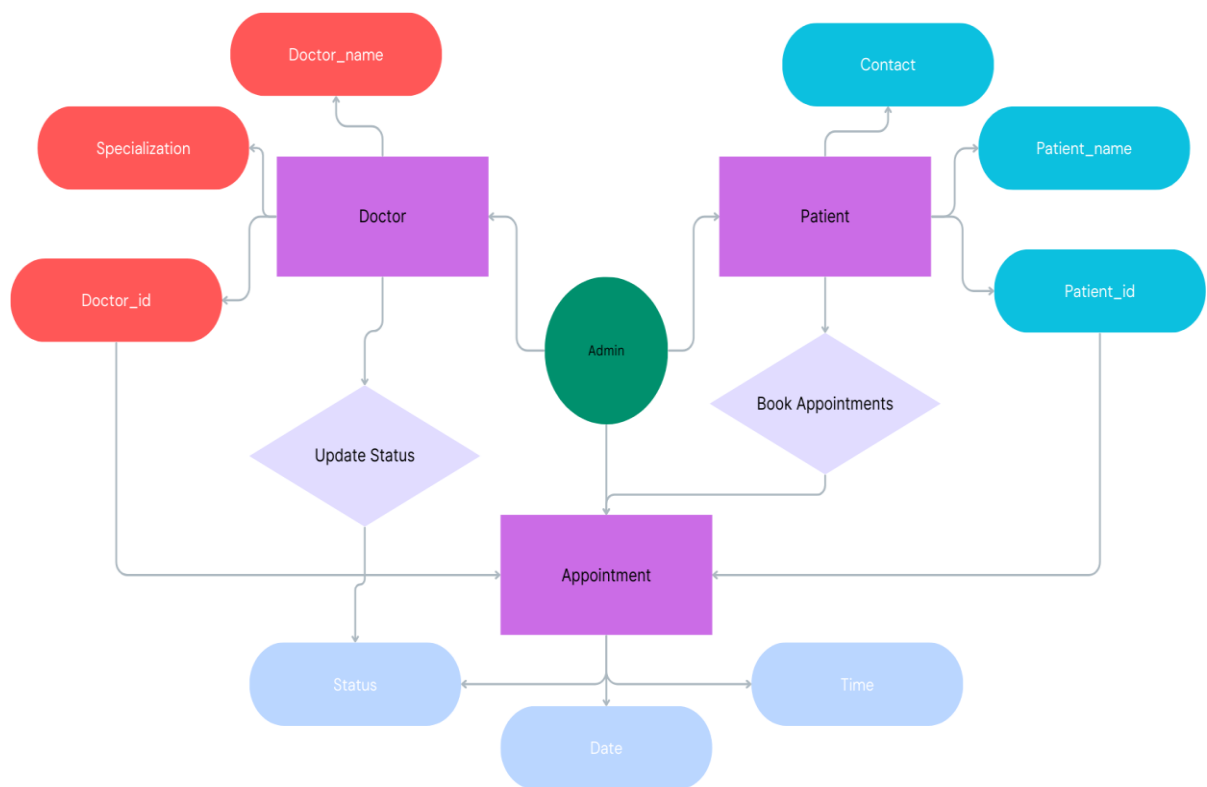 Doctor_name
Contact
Specialization
Patient_name
Doctor
Patient
Doctor_id
Patient_id
Admin
Book Appointments
Update Status
Appointment
Status
Time
Date